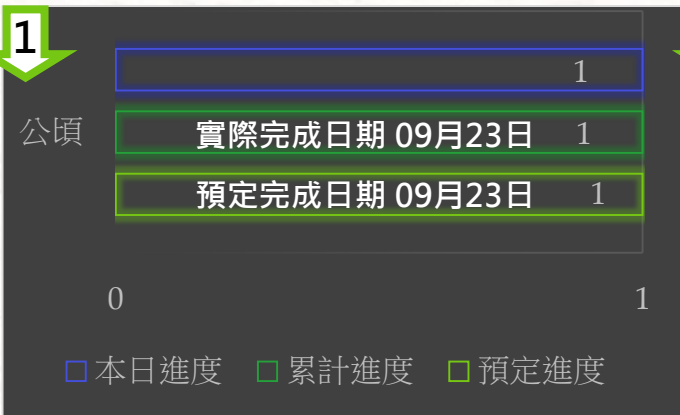 1
1
公頃
實際完成日期 09月23日 1
預定完成日期 09月23日 1
0 1
本日進度 累計進度 預定進度